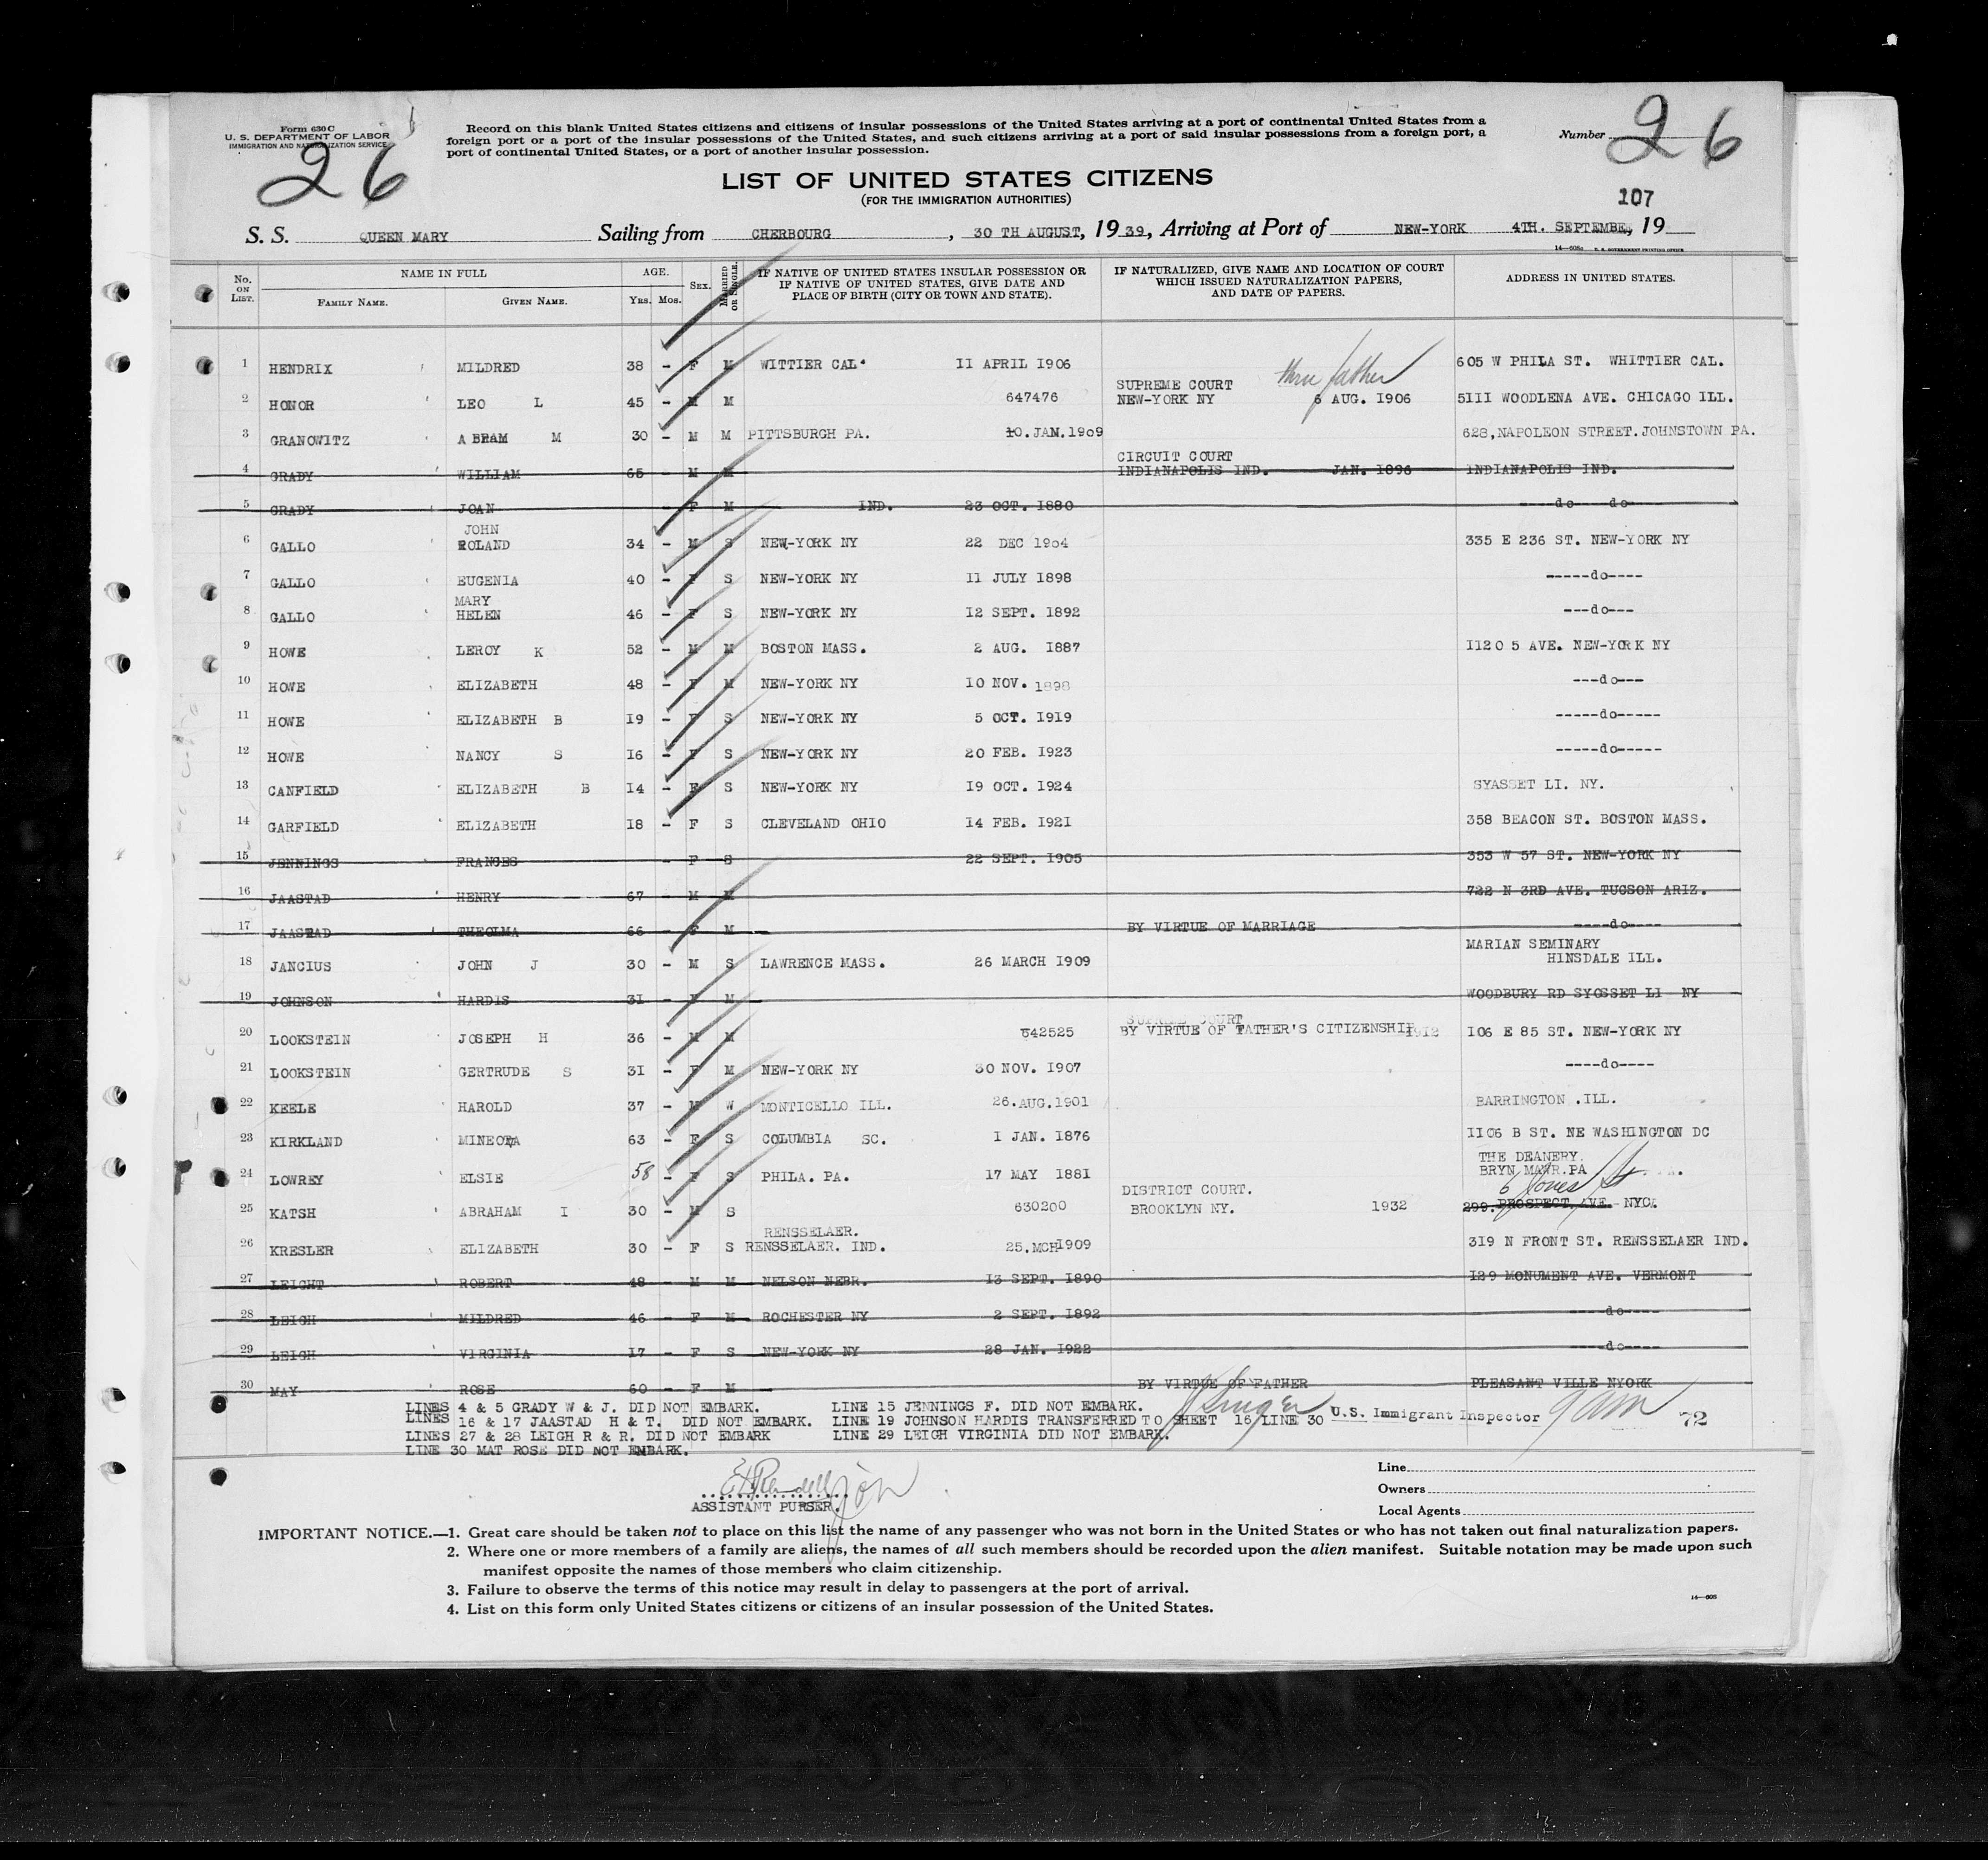 Form 630 C
U. S. DEPARTMENT OF LABOR
IMMIGRATION AND NATURALIZATION SERVICE
26
Record on this blank United States citizens and citizens of insular possessions of the United States arriving at a port of continental United States from a
foreign port or a port of the insular possessions of the United States, and such citizens arriving at a port of said insular possessions from a foreign port, a
port of continental United States, or a port of another insular possession.
Number 26
LIST OF UNITED STATES CITIZENS
(FOR THE IMMIGRATION AUTHORITIES)
107
S. S. QUEEN MARY Sailing from CHERBOURG, 30 TH AUGUST, 19 39, Arriving at Port of NEW-YORK 4TH. SEPTEMBE, 19
14—608c U. S. GOVERNMENT PRINTING OFFICE
No. ON LIST. NAME IN FULL FAMILY NAME. GIVEN NAME. AGE. Yrs. Mos. SEX. MARRIED OR SINGLE. IF NATIVE OF UNITED STATES INSULAR POSSESSION OR IF NATIVE OF UNITED STATES, GIVE DATE AND PLACE OF BIRTH (CITY OR TOWN AND STATE). IF NATURALIZED, GIVE NAME AND LOCATION OF COURT WHICH ISSUED NATURALIZATION PAPERS, AND DATE OF PAPERS. ADDRESS IN UNITED STATES.
1 HENDRIX MILDRED 38 - F M WITTIER CAL. 11 APRIL 1906 605 W PHILA ST. WHITTIER CAL.
SUPREME COURT thru father
2 HONOR LEO L 45 - M M 647476 NEW-YORK NY 6 AUG. 1906 5111 WOODLENA AVE. CHICAGO ILL.
3 GRANOWITZ ABRAM M 30 - M M PITTSBURGH PA. 10.JAN.1909 628,NAPOLEON STREET.JOHNSTOWN PA.
CIRCUIT COURT
4 GRADY WILLIAM 65 - M M INDIANAPOLIS IND. JAN. 1896 INDIANAPOLIS IND.
5 GRADY JOAN - F M IND. 23 OCT. 1880 ----do----do-
JOHN
6 GALLO ROLAND 34 - M S NEW-YORK NY 22 DEC 1904 335 E 236 ST. NEW-YORK NY
7 GALLO EUGENIA 40 - F S NEW-YORK NY 11 JULY 1898 -----do----
MARY
8 GALLO HELEN 46 - F S NEW-YORK NY 12 SEPT. 1892 ---do---
9 HOWE LEROY K 52 - M M BOSTON MASS. 2 AUG. 1887 1120 5 AVE. NEW-YORK NY
10 HOWE ELIZABETH 48 - F M NEW-YORK NY 10 NOV. 1898 ---do---
11 HOWE ELIZABETH B 19 - F S NEW-YORK NY 5 OCT. 1919 -----do-----
12 HOWE NANCY S 16 - F S NEW-YORK NY 20 FEB. 1923 -----do-----
13 CANFIELD ELIZABETH B 14 - F S NEW-YORK NY 19 OCT. 1924 SYASSET LI. NY.
14 GARFIELD ELIZABETH 18 - F S CLEVELAND OHIO 14 FEB. 1921 358 BEACON ST. BOSTON MASS.
15 JENNINGS FRANCES - F S 22 SEPT. 1905 353 W 57 ST. NEW-YORK NY
16 JAASTAD HENRY 67 - M M 722 N 3RD AVE. TUCSON ARIZ.
17 JAASTAD THEOLMA 66 - F M BY VIRTUE OF MARRIAGE ----do----
MARIAN SEMINARY
18 JANCIUS JOHN J 30 - M S LAWRENCE MASS. 26 MARCH 1909 HINSDALE ILL.
19 JOHNSON HARDIS 31 - F M WOODBURY RD SYOSSET LI NY
SUPREME COURT
20 LOOKSTEIN JOSEPH H 36 - M M 642525 BY VIRTUE OF FATHER'S CITIZENSHIP 1912 106 E 85 ST. NEW-YORK NY
21 LOOKSTEIN GERTRUDE S 31 - F M NEW-YORK NY 30 NOV. 1907 ----do----
22 KEELE HAROLD 37 - M W MONTICELLO ILL. 26.AUG.1901 BARRINGTON .ILL.
23 KIRKLAND MINEORA 63 - F S COLUMBIA SC. 1 JAN. 1876 1106 B ST. NE WASHINGTON DC
THE DEANERY.
24 LOWREY ELSIE 58 - F S PHILA. PA. 17 MAY 1881 BRYN MAWR.PA
DISTRICT COURT. 6 Jones St.
25 KATSH ABRAHAM I 30 - M S 630200 BROOKLYN NY. 1932 299. PROSPECT AVE. NYC.
RENSSELAER.
26 KRESLER ELIZABETH 30 - F S RENSSELAER. IND. 25.MCH1909 319 N FRONT ST. RENSSELAER IND.
27 LEIGHT ROBERT 48 - M M NELSON NEBR. 13 SEPT. 1890 129 MONUMENT AVE. VERMONT
28 LEIGH MILDRED 46 - F M ROCHESTER NY 2 SEPT. 1892 ----do----
29 LEIGH VIRGINIA 17 - F S NEW-YORK NY 28 JAN. 1922 ----do----
30 MAY ROSE 60 - F M BY VIRTUE OF FATHER PLEASANT VILLE NYORK
LINES 4 & 5 GRADY W & J. DID NOT EMBARK. LINE 15 JENNINGS F. DID NOT EMBARK.
LINES 16 & 17 JAASTAD H & T. DID NOT EMBARK. LINE 19 JOHNSON HARDIS TRANSFERRED TO SHEET 16 LINE 30 U.S. Immigrant Inspector 72
LINES 27 & 28 LEIGH R & R. DID NOT EMBARK LINE 29 LEIGH VIRGINIA DID NOT EMBARK.
LINE 30 MAT ROSE DID NOT EMBARK.
ASSISTANT PURSER.
Line
Owners
Local Agents
IMPORTANT NOTICE.—1. Great care should be taken not to place on this list the name of any passenger who was not born in the United States or who has not taken out final naturalization papers.
2. Where one or more members of a family are aliens, the names of all such members should be recorded upon the alien manifest. Suitable notation may be made upon such
manifest opposite the names of those members who claim citizenship.
3. Failure to observe the terms of this notice may result in delay to passengers at the port of arrival.
4. List on this form only United States citizens or citizens of an insular possession of the United States.
14—608